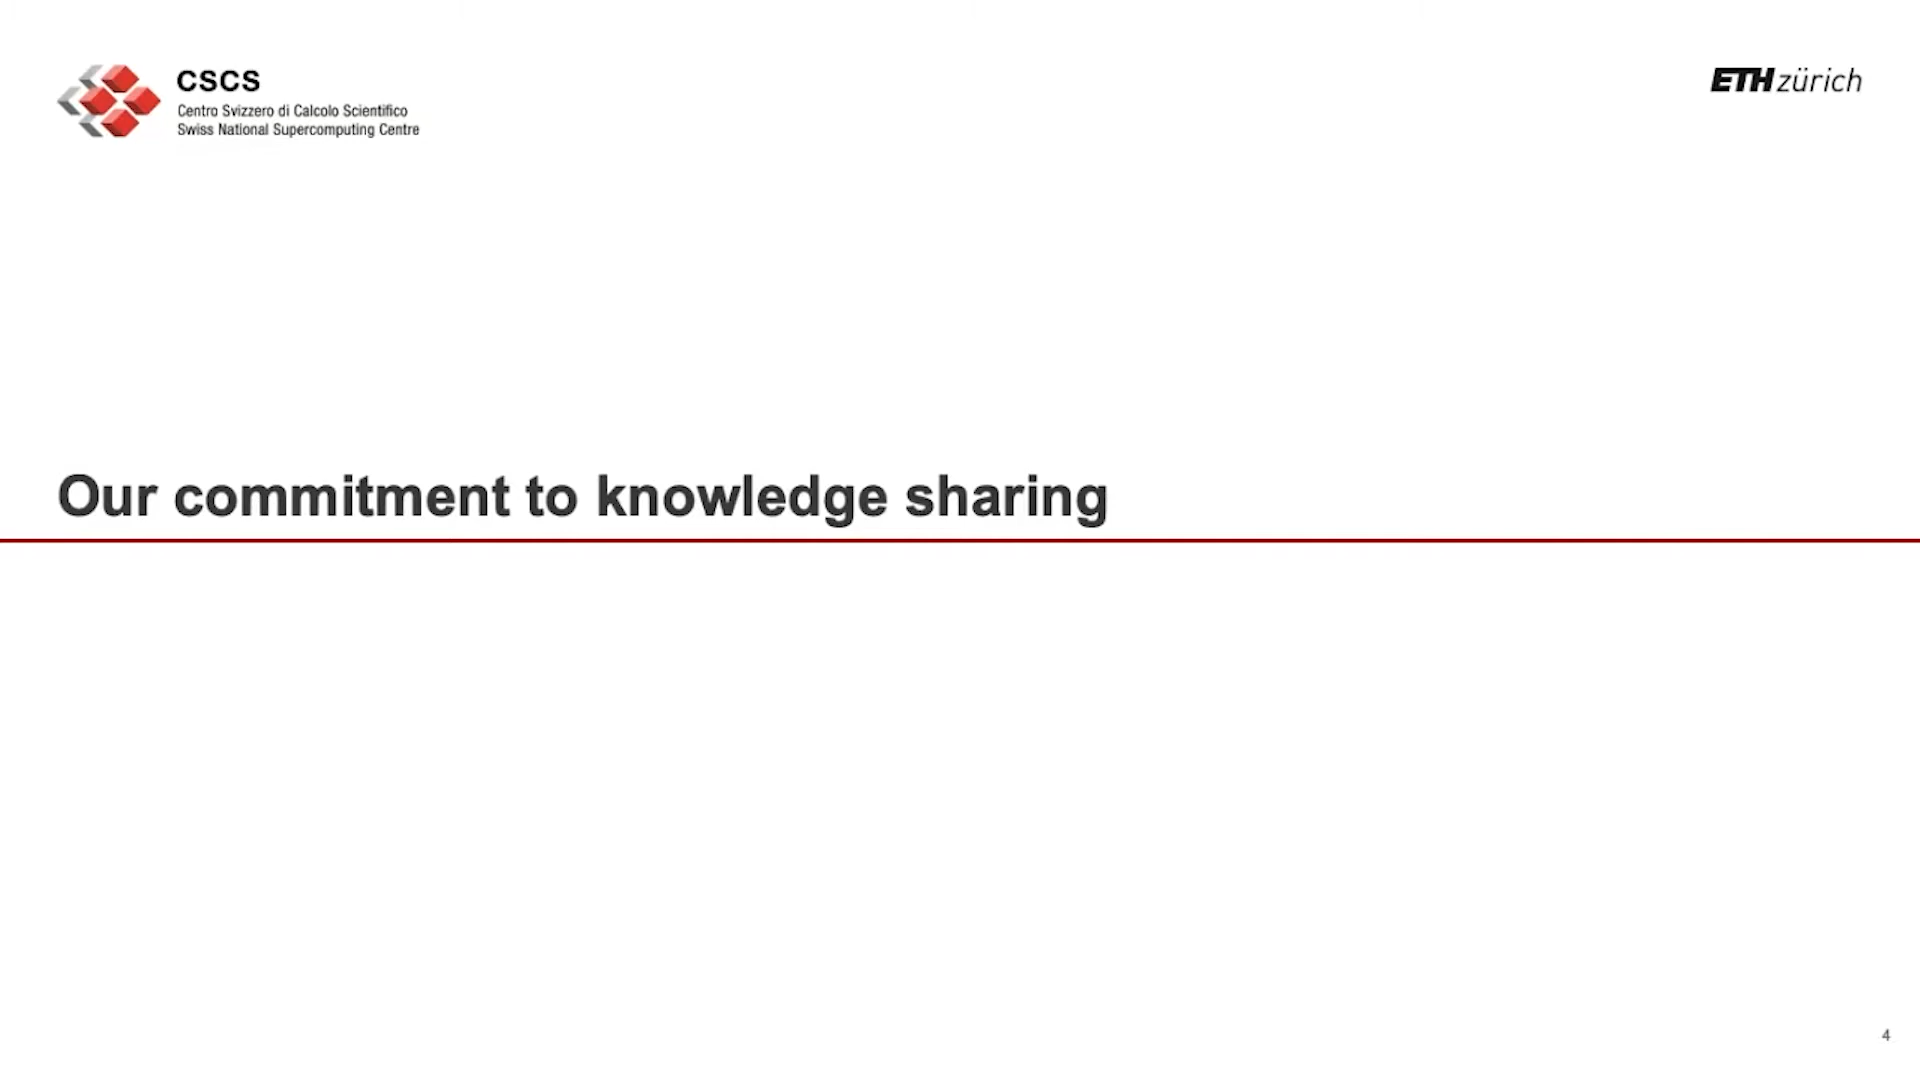 CSCS
Centro Svizzero di Calcolo Scientifico
Swiss National Supercomputing Centre
ETH zürich
Our commitment to knowledge sharing
4